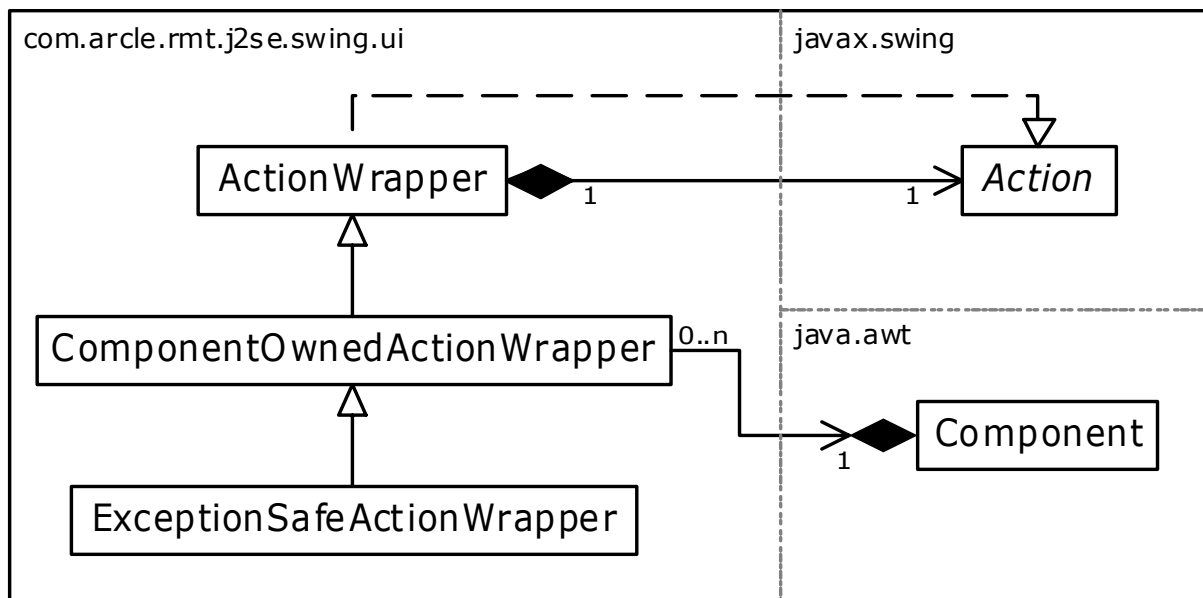 com.arcle.rmt.j2se.swing.ui
javax.swing
ActionWrapper
1
1
Action
ComponentOwnedActionWrapper
0..n
java.awt
1
Component
ExceptionSafeActionWrapper